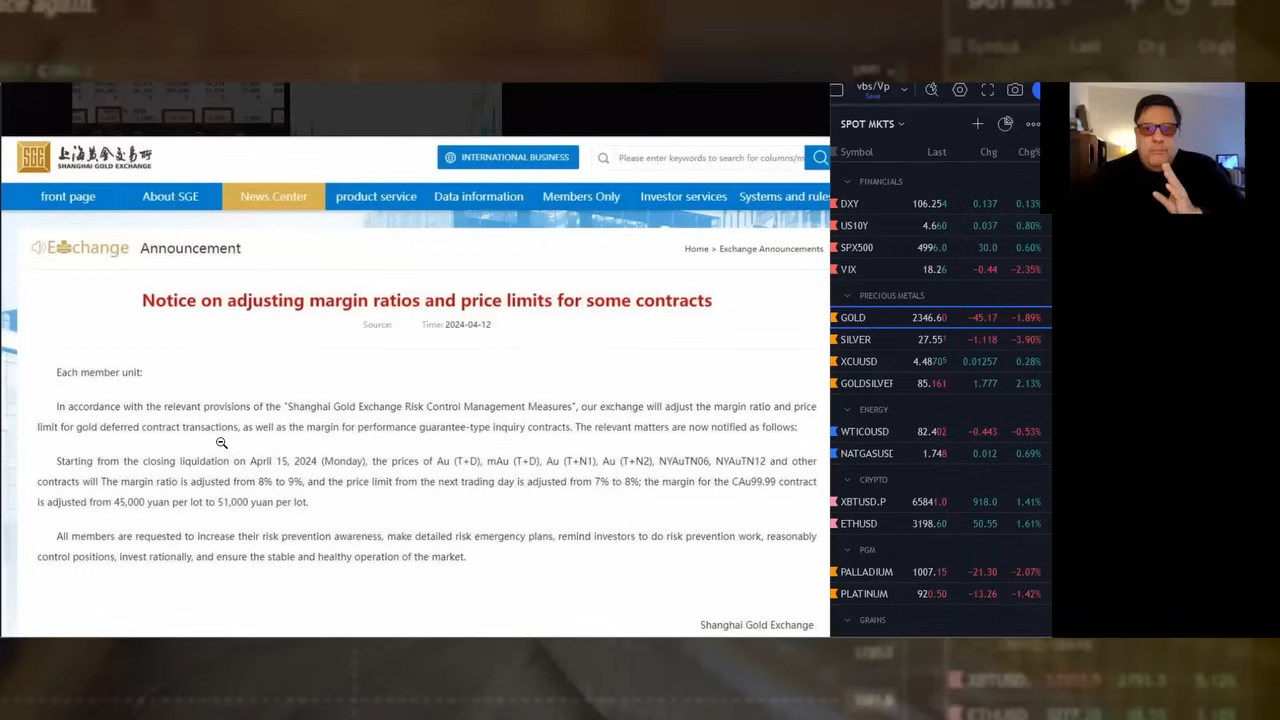 ce again.
SPOT MKTS
Symbol Last Chg
vbs/Vp
Save
SGE 上海黄金交易所
SHANGHAI GOLD EXCHANGE
INTERNATIONAL BUSINESS
Please enter keywords to search for columns/m
front page About SGE News Center product service Data information Members Only Investor services Systems and rule
Exchange Announcement
Home > Exchange Announcements
Notice on adjusting margin ratios and price limits for some contracts
Source: Time: 2024-04-12
Each member unit:
In accordance with the relevant provisions of the "Shanghai Gold Exchange Risk Control Management Measures", our exchange will adjust the margin ratio and price
limit for gold deferred contract transactions, as well as the margin for performance guarantee-type inquiry contracts. The relevant matters are now notified as follows:
Starting from the closing liquidation on April 15, 2024 (Monday), the prices of Au (T+D), mAu (T+D), Au (T+N1), Au (T+N2), NYAuTN06, NYAuTN12 and other
contracts will The margin ratio is adjusted from 8% to 9%, and the price limit from the next trading day is adjusted from 7% to 8%; the margin for the CAu99.99 contract
is adjusted from 45,000 yuan per lot to 51,000 yuan per lot.
All members are requested to increase their risk prevention awareness, make detailed risk emergency plans, remind investors to do risk prevention work, reasonably
control positions, invest rationally, and ensure the stable and healthy operation of the market.
Shanghai Gold Exchange
SPOT MKTS
Symbol Last Chg Chg%
FINANCIALS
DXY 106.254 0.137 0.13%
US10Y 4.660 0.037 0.80%
SPX500 4996.0 30.0 0.60%
VIX 18.26 −0.44 −2.35%
PRECIOUS METALS
GOLD 2346.60 −45.17 −1.89%
SILVER 27.551 −1.118 −3.90%
XCUUSD 4.48705 0.01257 0.28%
GOLDSILVER 85.161 1.777 2.13%
ENERGY
WTICOUSD 82.402 −0.443 −0.53%
NATGASUSD 1.748 0.012 0.69%
CRYPTO
XBTUSD.P 65841.0 918.0 1.41%
ETHUSD 3198.60 50.55 1.61%
PGM
PALLADIUM 1007.15 −21.30 −2.07%
PLATINUM 920.50 −13.26 −1.42%
GRAINS
XBTUSD.
ETHUSD